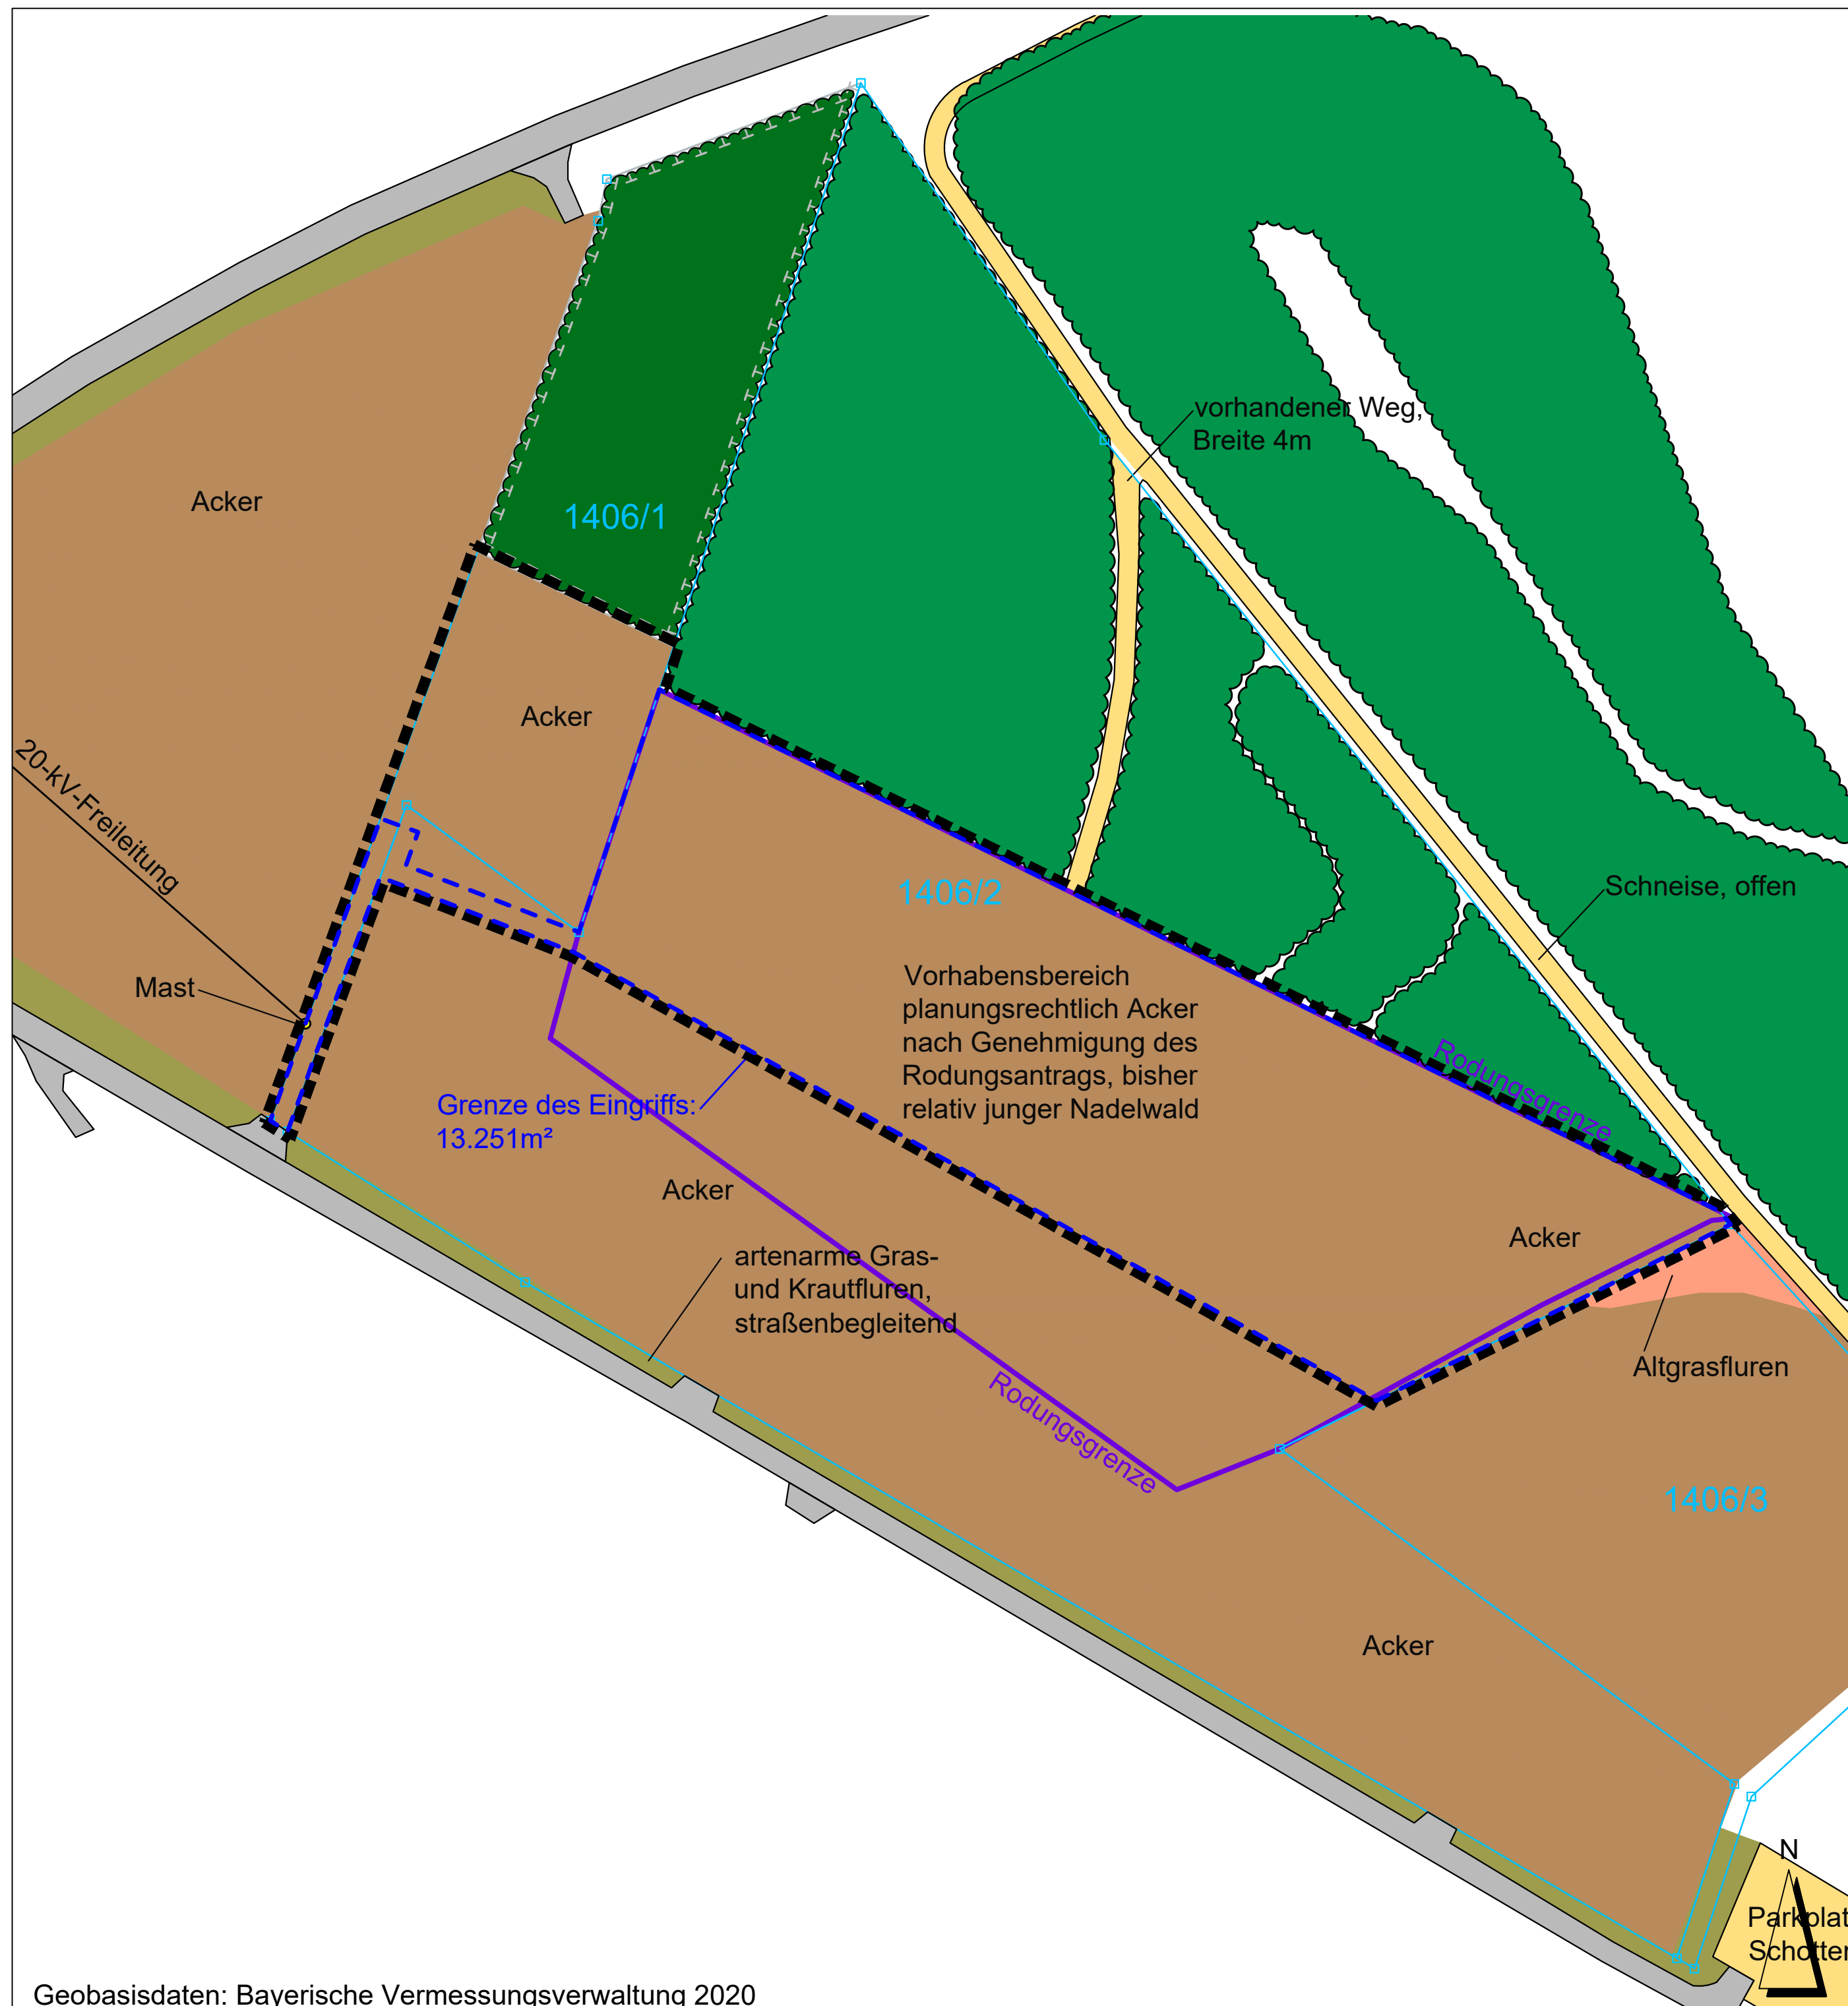 vorhandener Weg,
Breite 4m
Acker
1406/1
Acker
20-kV-Freileitung
1406/2
Schneise, offen
Mast
Vorhabensbereich
planungsrechtlich Acker
nach Genehmigung des
Rodungsantrags, bisher
relativ junger Nadelwald
Rodungsgrenze
Grenze des Eingriffs:
13.251m²
Acker
Acker
artenarme Gras-
und Krautfluren,
straßenbegleitend
Altgrasfluren
Rodungsgrenze
1406/3
Acker
N
Parkplat
Schotter
Geobasisdaten: Bayerische Vermessungsverwaltung 2020